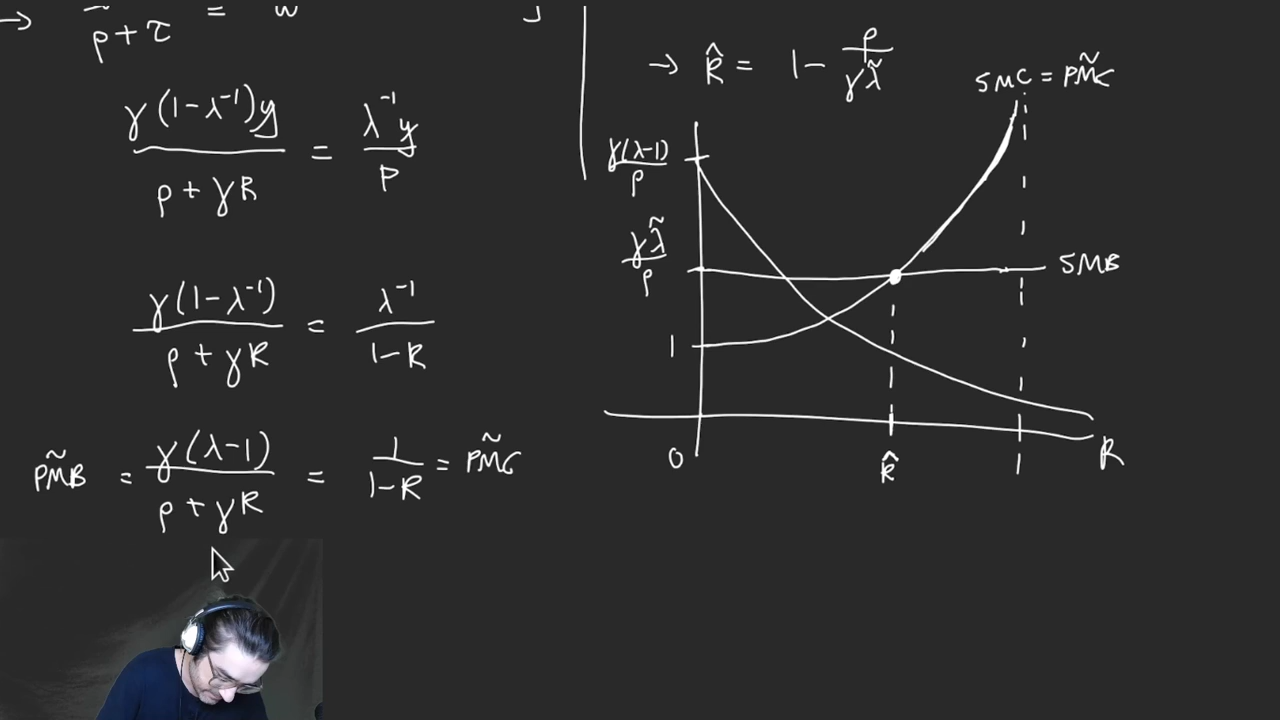 → ρ + τ = w
γ(1-λ⁻¹)y / ρ + γR = λ⁻¹y / P
γ(1-λ⁻¹) / ρ + γR = λ⁻¹ / 1-R
PM̃B = γ(λ-1) / ρ + γR = 1 / 1-R = PM̃C
→ R̂ = 1 - ρ / γλ̃
SMC = PM̃C
γ(λ-1) / ρ
γλ̃ / ρ
SMB
1
0
R̂
1
R